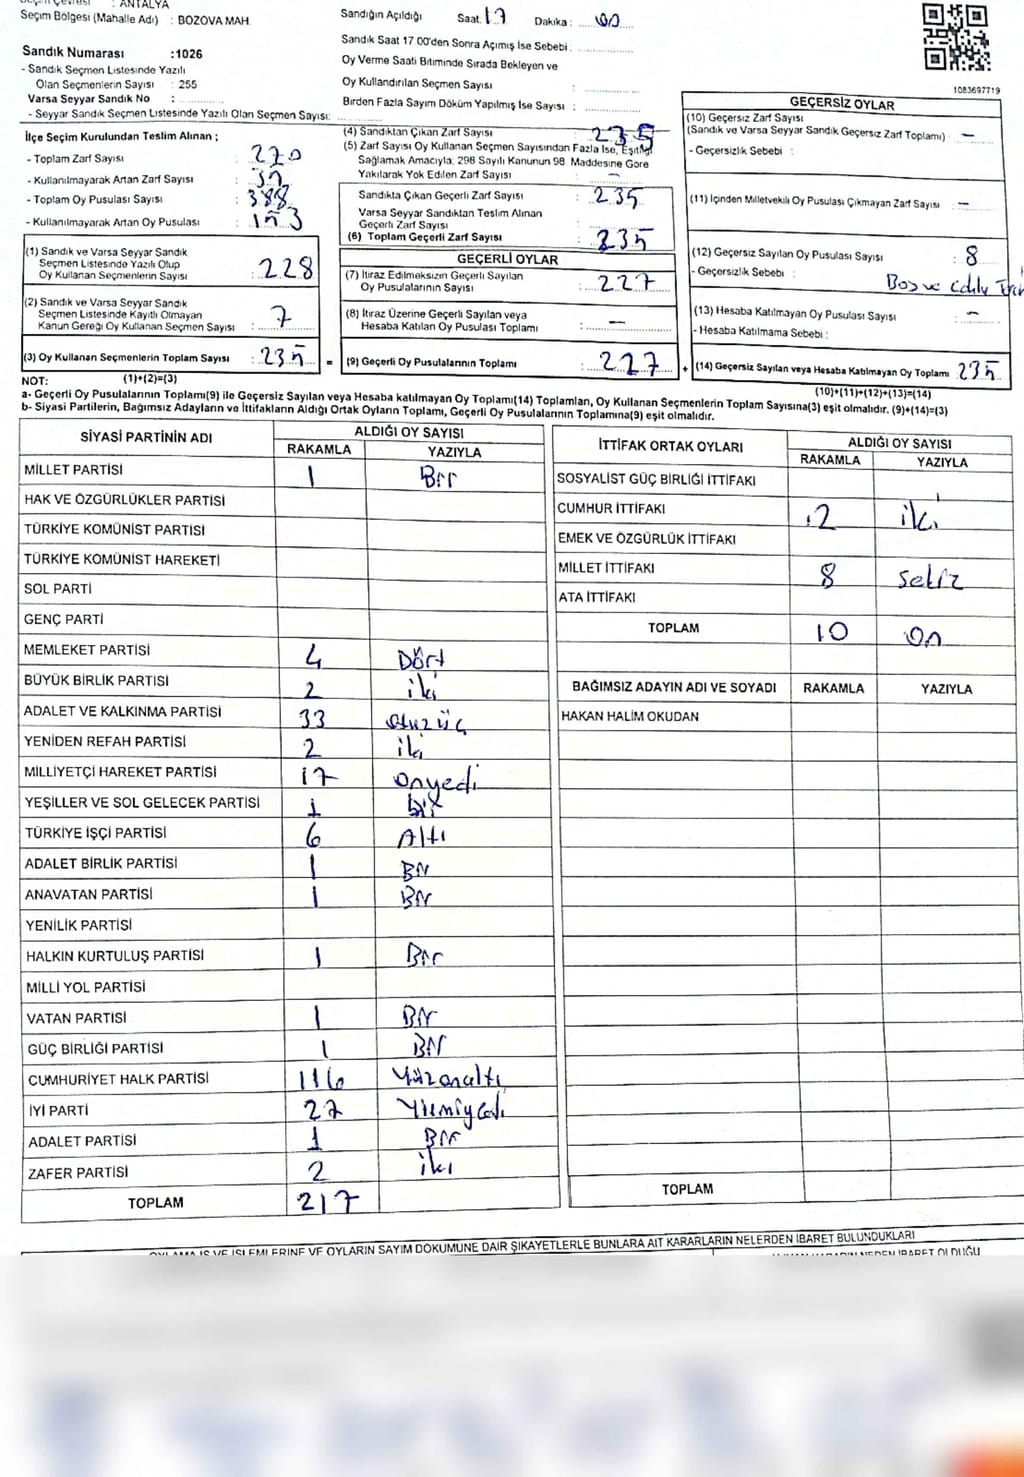 Seçim Çevresi : ANTALYA
Seçim Bölgesi (Mahalle Adı) : BOZOVA MAH.
Sandık Numarası :1026
- Sandık Seçmen Listesinde Yazılı
Olan Seçmenlerin Sayısı : 255
Varsa Seyyar Sandık No :
- Seyyar Sandık Seçmen Listesinde Yazılı Olan Seçmen Sayısı:
Sandığın Açıldığı Saat: 17 Dakika: 00
Sandık Saat 17.00'den Sonra Açımış İse Sebebi :
Oy Verme Saati Bitiminde Sırada Bekleyen ve
Oy Kullandırılan Seçmen Sayısı :
Birden Fazla Sayım Döküm Yapılmış İse Sayısı :
1083697719
İlçe Seçim Kurulundan Teslim Alınan ;
- Toplam Zarf Sayısı : 270
- Kullanılmayarak Artan Zarf Sayısı :
- Toplam Oy Pusulası Sayısı : 388
- Kullanılmayarak Artan Oy Pusulası : 153
(1) Sandık ve Varsa Seyyar Sandık
Seçmen Listesinde Yazılı Olup
Oy Kullanan Seçmenlerin Sayısı : 228
(2) Sandık ve Varsa Seyyar Sandık
Seçmen Listesinde Kayıtlı Olmayan
Kanun Gereği Oy Kullanan Seçmen Sayısı : 7
(3) Oy Kullanan Seçmenlerin Toplam Sayısı : 235 =
(4) Sandıktan Çıkan Zarf Sayısı : 235
(5) Zarf Sayısı Oy Kullanan Seçmen Sayısından Fazla İse, Eşitliği
Sağlamak Amacıyla, 298 Sayılı Kanunun 98 Maddesine Göre
Yakılarak Yok Edilen Zarf Sayısı : -
Sandıkta Çıkan Geçerli Zarf Sayısı : 235
Varsa Seyyar Sandıktan Teslim Alınan
Geçerli Zarf Sayısı :
(6) Toplam Geçerli Zarf Sayısı : 235
GEÇERLİ OYLAR
(7) İtiraz Edilmeksizin Geçerli Sayılan
Oy Pusulalarının Sayısı : 227
(8) İtiraz Üzerine Geçerli Sayılan veya
Hesaba Katılan Oy Pusulası Toplamı : -
(9) Geçerli Oy Pusulalarının Toplamı : 227 +
GEÇERSİZ OYLAR
(10) Geçersiz Zarf Sayısı
(Sandık ve Varsa Seyyar Sandık Geçersiz Zarf Toplamı) : -
- Geçersizlik Sebebi :
(11) İçinden Milletvekili Oy Pusulası Çıkmayan Zarf Sayısı : -
(12) Geçersiz Sayılan Oy Pusulası Sayısı : 8
- Geçersizlik Sebebi :
(13) Hesaba Katılmayan Oy Pusulası Sayısı : -
- Hesaba Katılmama Sebebi :
(14) Geçersiz Sayılan veya Hesaba Katılmayan Oy Toplamı 235
NOT: (1)+(2)=(3) (10)+(11)+(12)+(13)=(14)
a- Geçerli Oy Pusulalarının Toplamı(9) ile Geçersiz Sayılan veya Hesaba katılmayan Oy Toplamı(14) Toplamları, Oy Kullanan Seçmenlerin Toplam Sayısına(3) eşit olmalıdır. (9)+(14)=(3)
b- Siyasi Partilerin, Bağımsız Adayların ve İttifakların Aldığı Ortak Oyların Toplamı, Geçerli Oy Pusulalarının Toplamına(9) eşit olmalıdır.
SİYASİ PARTİNİN ADI ALDIĞI OY SAYISI
RAKAMLA YAZIYLA
MİLLET PARTİSİ 1 Bir
HAK VE ÖZGÜRLÜKLER PARTİSİ
TÜRKİYE KOMÜNİST PARTİSİ
TÜRKİYE KOMÜNİST HAREKETİ
SOL PARTİ
GENÇ PARTİ
MEMLEKET PARTİSİ 4 Dört
BÜYÜK BİRLİK PARTİSİ 2 iki
ADALET VE KALKINMA PARTİSİ 33 otuzüç
YENİDEN REFAH PARTİSİ 2 iki
MİLLİYETÇİ HAREKET PARTİSİ 17 onyedi
YEŞİLLER VE SOL GELECEK PARTİSİ 1 bir
TÜRKİYE İŞÇİ PARTİSİ 6 Altı
ADALET BİRLİK PARTİSİ 1 Bir
ANAVATAN PARTİSİ 1 Bir
YENİLİK PARTİSİ
HALKIN KURTULUŞ PARTİSİ 1 Bir
MİLLİ YOL PARTİSİ
VATAN PARTİSİ 1 Bir
GÜÇ BİRLİĞİ PARTİSİ 1 Bir
CUMHURİYET HALK PARTİSİ 116 Yüzonaltı
İYİ PARTİ 27 Yirmiyedi
ADALET PARTİSİ 1 Bir
ZAFER PARTİSİ 2 iki
TOPLAM 217
İTTİFAK ORTAK OYLARI ALDIĞI OY SAYISI
RAKAMLA YAZIYLA
SOSYALİST GÜÇ BİRLİĞİ İTTİFAKI
CUMHUR İTTİFAKI 2 iki
EMEK VE ÖZGÜRLÜK İTTİFAKI
MİLLET İTTİFAKI 8 sekiz
ATA İTTİFAKI
TOPLAM 10 on
BAĞIMSIZ ADAYIN ADI VE SOYADI RAKAMLA YAZIYLA
HAKAN HALİM OKUDAN
TOPLAM
OYLAMA İŞ VE İŞLEMLERİNE VE OYLARIN SAYIM DÖKÜMÜNE DAİR ŞİKAYETLERLE BUNLARA AİT KARARLARIN NELERDEN İBARET BULUNDUKLARI